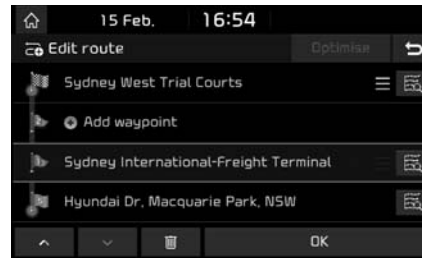 15 Feb. 16:54
Edit route Optimise
Sydney West Trial Courts
Add waypoint
Sydney International-Freight Terminal
Hyundai Dr, Macquarie Park, NSW
OK